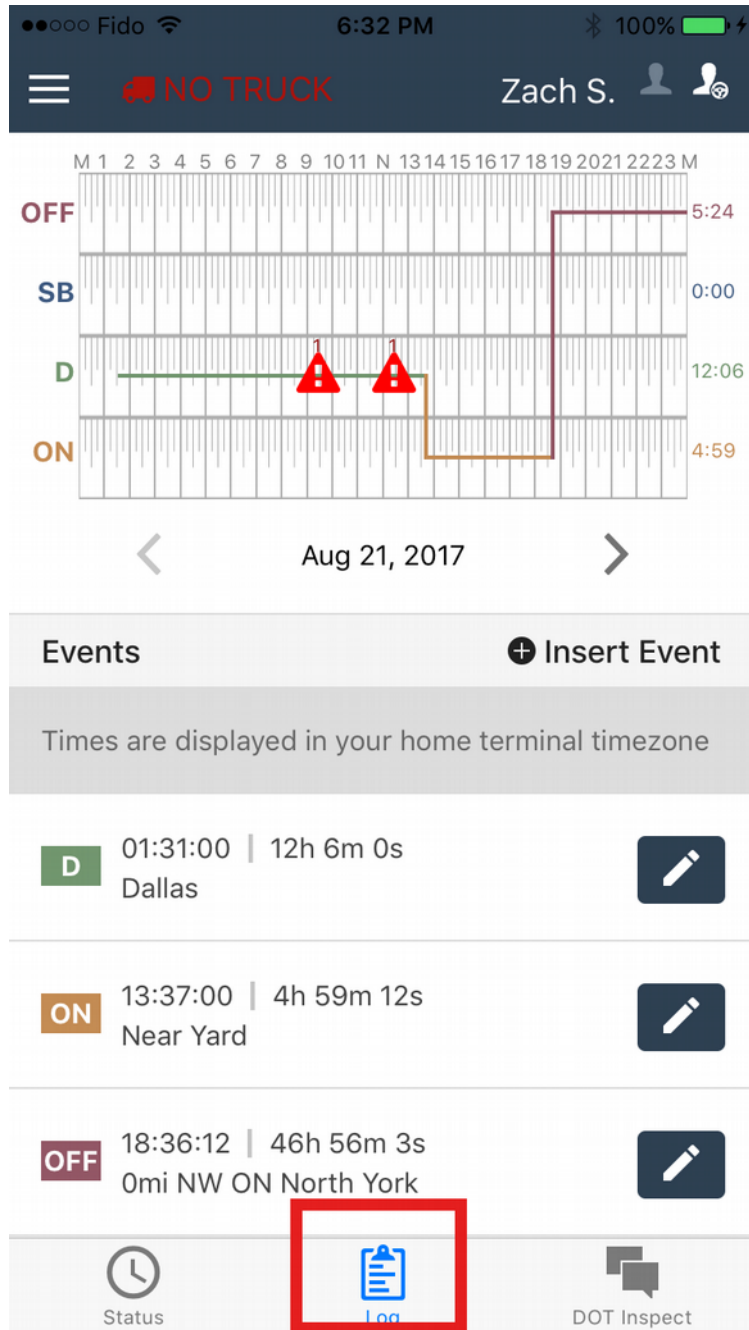 Fido 6:32 PM 100%
NO TRUCK Zach S.
M 1 2 3 4 5 6 7 8 9 10 11 N 13 14 15 16 17 18 19 20 21 22 23 M
OFF 5:24
SB 0:00
1 1
D 12:06
ON 4:59
Aug 21, 2017
Events Insert Event
Times are displayed in your home terminal timezone
D 01:31:00 | 12h 6m 0s
Dallas
ON 13:37:00 | 4h 59m 12s
Near Yard
OFF 18:36:12 | 46h 56m 3s
0mi NW ON North York
Status Log DOT Inspect